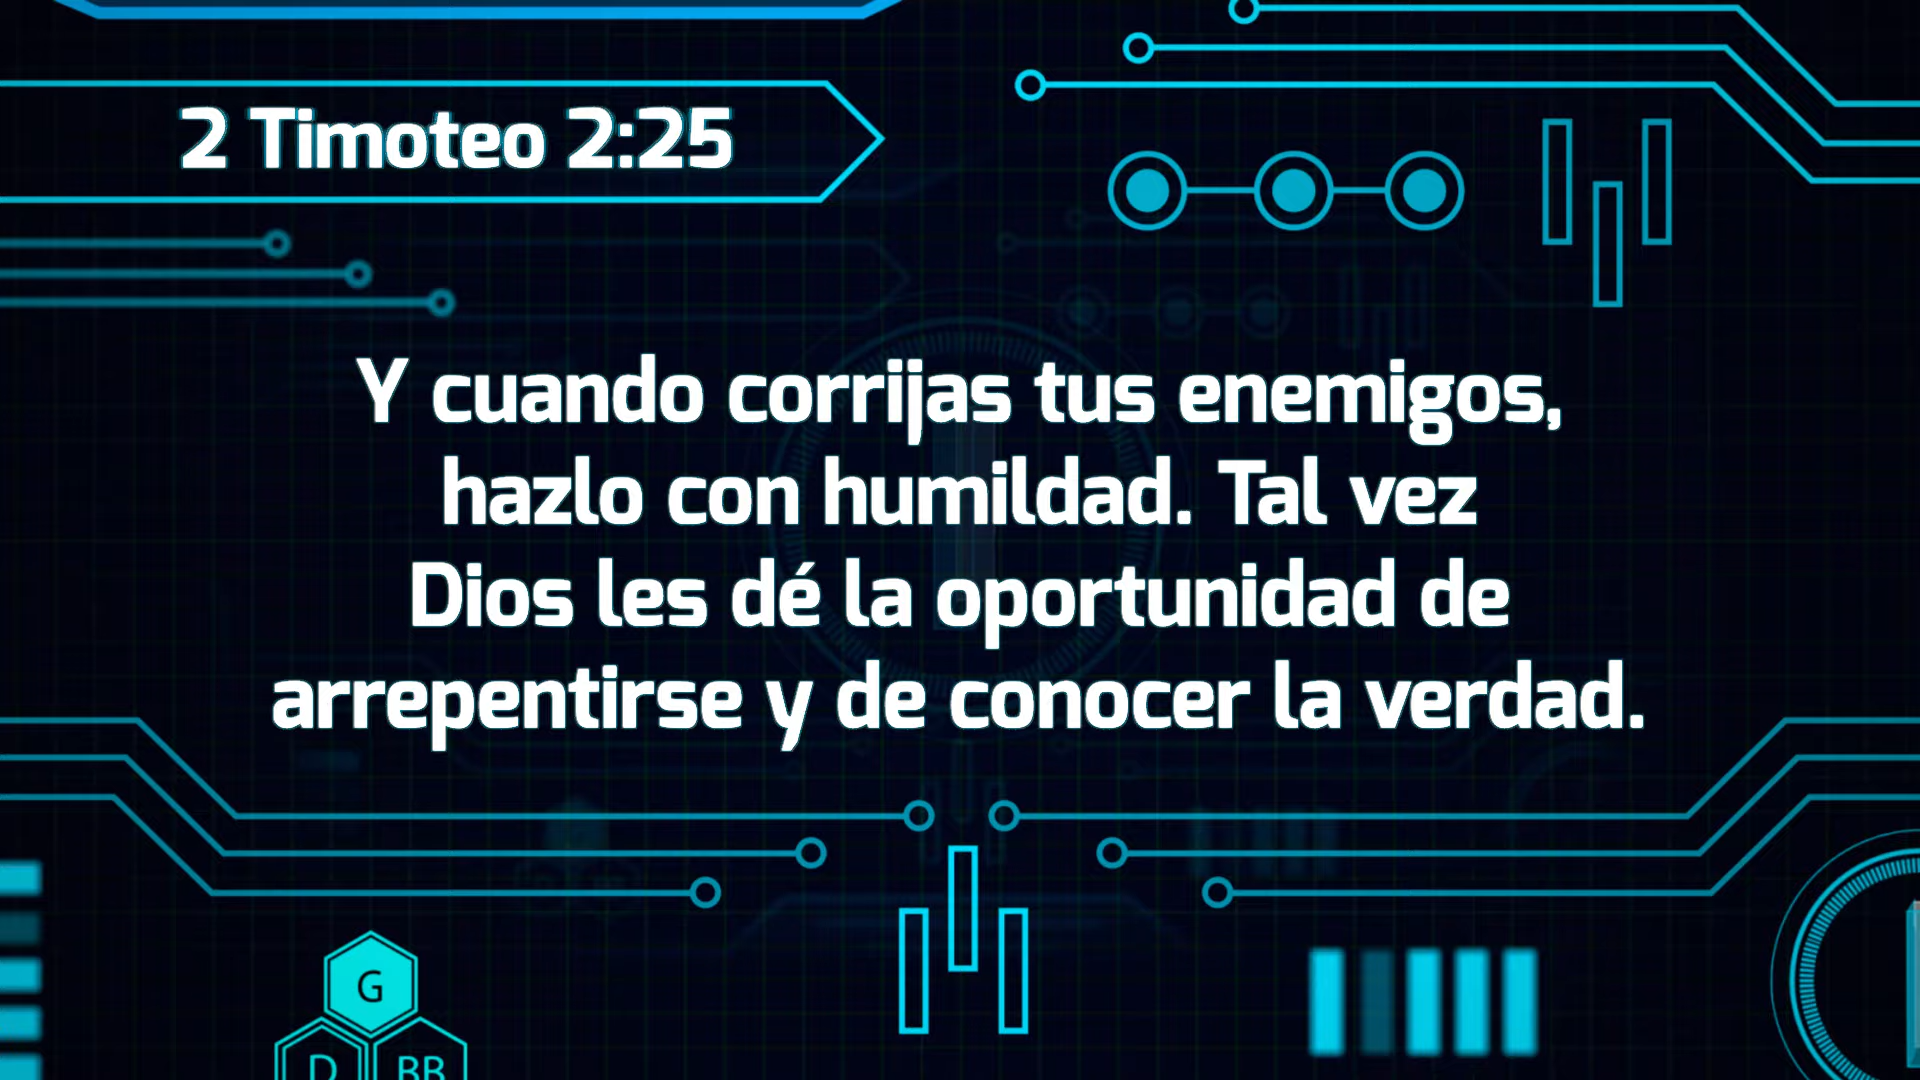 2 Timoteo 2:25
Y cuando corrijas tus enemigos,
hazlo con humildad. Tal vez
Dios les dé la oportunidad de
arrepentirse y de conocer la verdad.
G
D BB